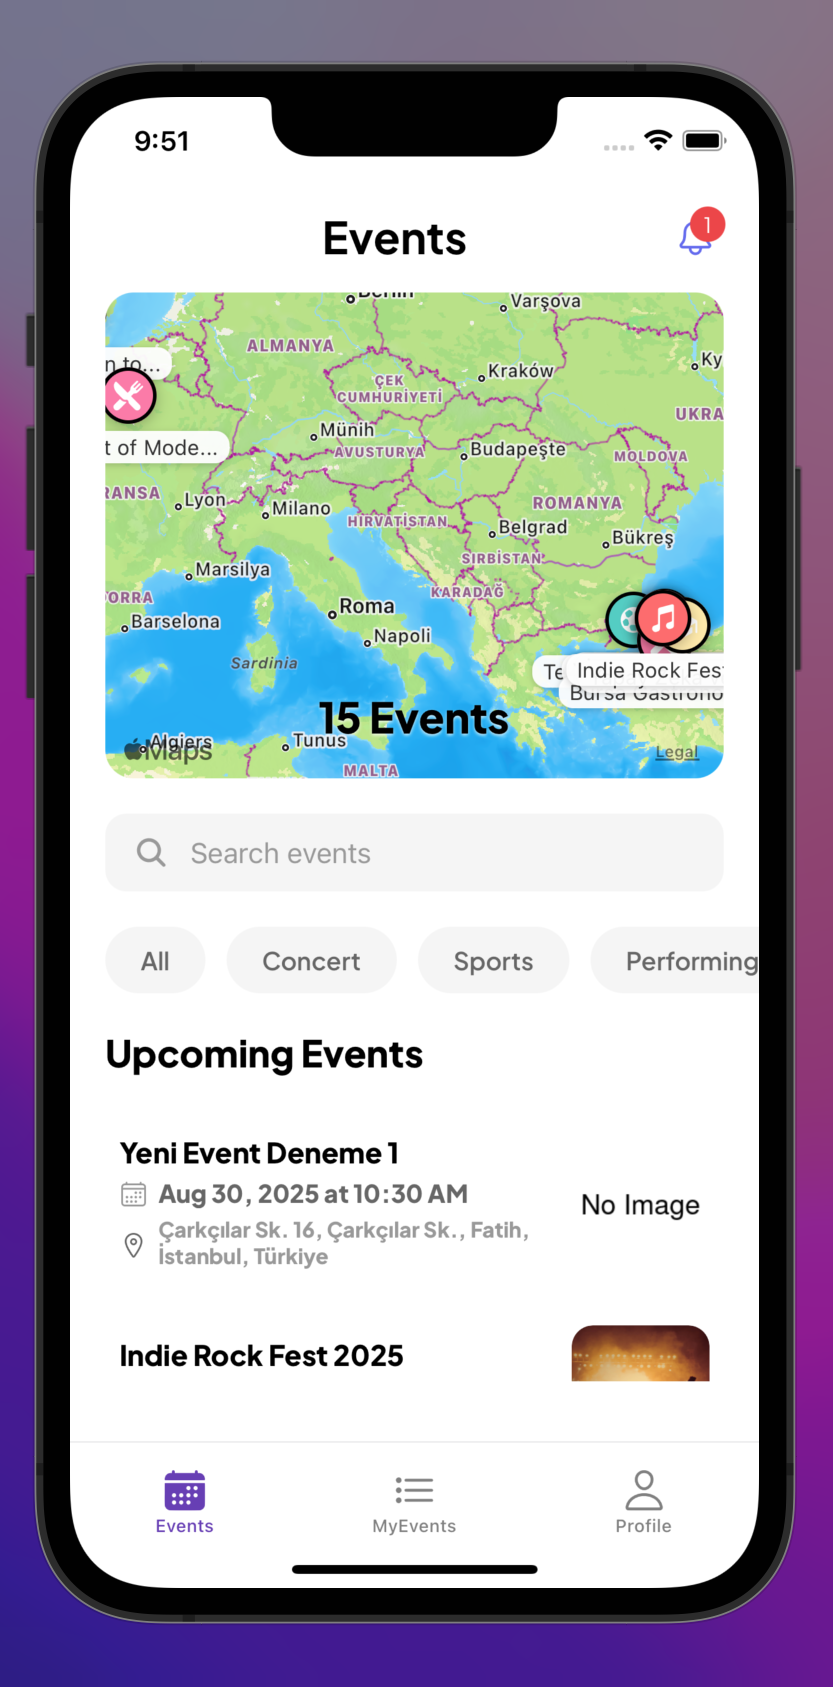 9:51
Events
1
Berlin
Varşova
ALMANYA
n to...
Kraków
Ky
ÇEK
CUMHURİYETİ
UKRA
Münih
t of Mode...
AVUSTURYA
Budapeşte
MOLDOVA
RANSA
Lyon
Milano
ROMANYA
HIRVATİSTAN
Belgrad
Bükreş
SIRBİSTAN
Marsilya
KARADAĞ
ORRA
Roma
Barselona
Napoli
Sardinia
Te
Indie Rock Fes
Bursa Gastrono
15 Events
Algiers
Maps
Tunus
Legal
MALTA
Search events
All
Concert
Sports
Performing
Upcoming Events
Yeni Event Deneme 1
Aug 30, 2025 at 10:30 AM
Çarkçılar Sk. 16, Çarkçılar Sk., Fatih,
İstanbul, Türkiye
No Image
Indie Rock Fest 2025
Events
MyEvents
Profile